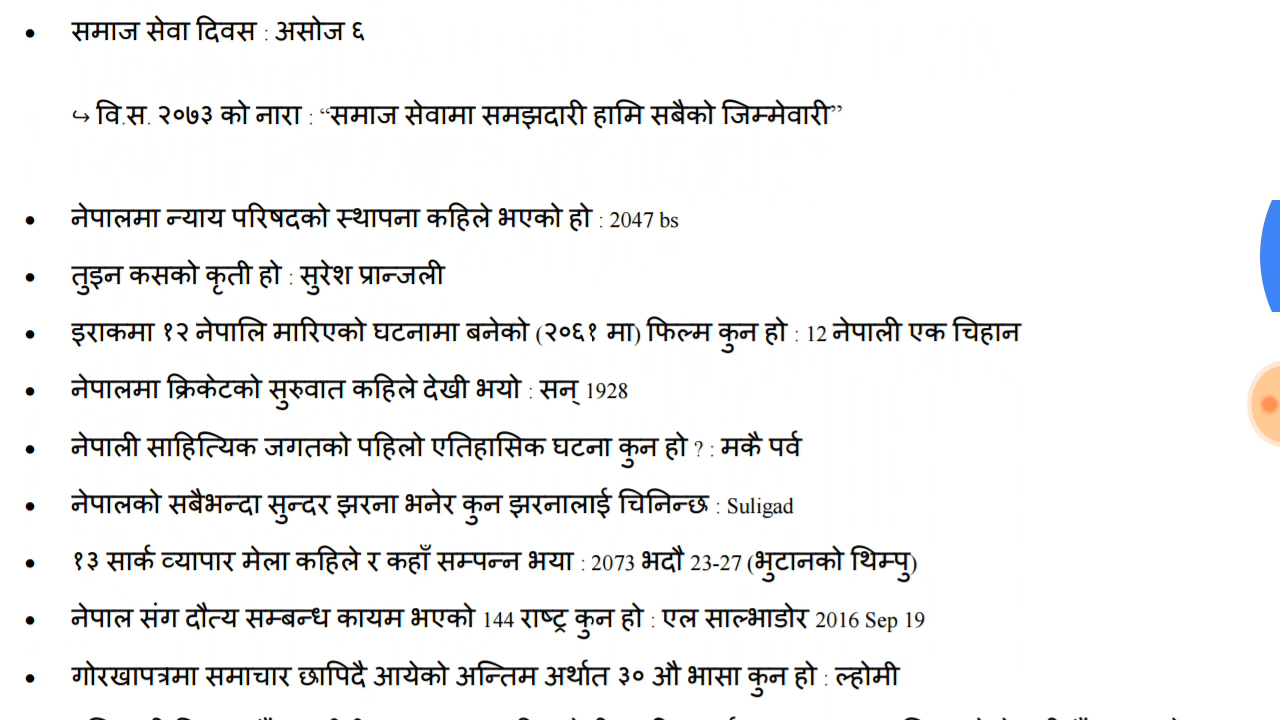 • समाज सेवा दिवस : असोज ६
↪ वि.स. २०७३ को नारा : “समाज सेवामा समझदारी हामि सबैको जिम्मेवारी”
• नेपालमा न्याय परिषदको स्थापना कहिले भएको हो : 2047 bs
• तुइन कसको कृती हो : सुरेश प्रान्जली
• इराकमा १२ नेपालि मारिएको घटनामा बनेको (२०६१ मा) फिल्म कुन हो : 12 नेपाली एक चिहान
• नेपालमा क्रिकेटको सुरुवात कहिले देखी भयो : सन् 1928
• नेपाली साहित्यिक जगतको पहिलो एतिहासिक घटना कुन हो ? : मकै पर्व
• नेपालको सबैभन्दा सुन्दर झरना भनेर कुन झरनालाई चिनिन्छ : Suligad
• १३ सार्क व्यापार मेला कहिले र कहाँ सम्पन्न भया : 2073 भदौ 23-27 (भुटानको थिम्पु)
• नेपाल संग दौत्य सम्बन्ध कायम भएको 144 राष्ट्र कुन हो : एल साल्भाडोर 2016 Sep 19
• गोरखापत्रमा समाचार छापिदै आयेको अन्तिम अर्थात ३० औ भासा कुन हो : ल्होमी